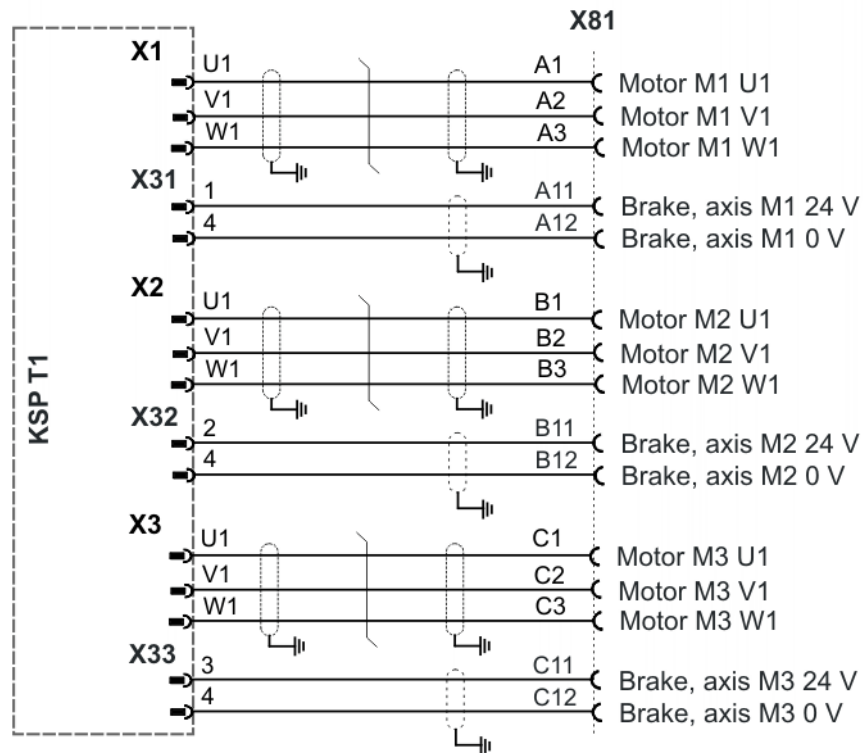 X81
X1
U1 A1 Motor M1 U1
V1 A2 Motor M1 V1
W1 A3 Motor M1 W1
X31
1 A11 Brake, axis M1 24 V
4 A12 Brake, axis M1 0 V
X2
U1 B1 Motor M2 U1
V1 B2 Motor M2 V1
W1 B3 Motor M2 W1
KSP T1
X32
2 B11 Brake, axis M2 24 V
4 B12 Brake, axis M2 0 V
X3
U1 C1 Motor M3 U1
V1 C2 Motor M3 V1
W1 C3 Motor M3 W1
X33
3 C11 Brake, axis M3 24 V
4 C12 Brake, axis M3 0 V